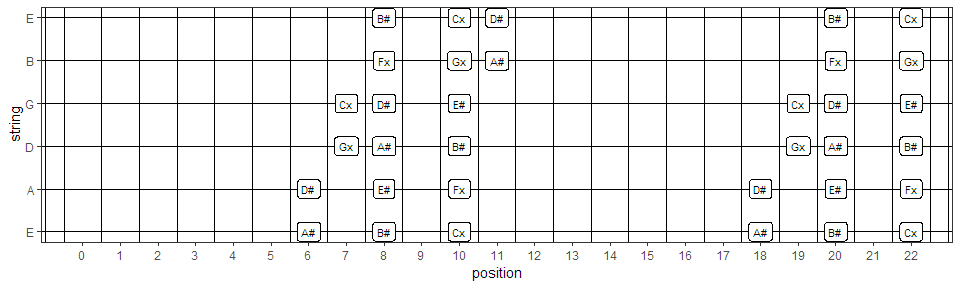 E B# Cx D# B# Cx
B Fx Gx A# Fx Gx
G Cx D# E# Cx D# E#
D Gx A# B# Gx A# B#
A D# E# Fx D# E# Fx
E A# B# Cx A# B# Cx
0 1 2 3 4 5 6 7 8 9 10 11 12 13 14 15 16 17 18 19 20 21 22
position
string